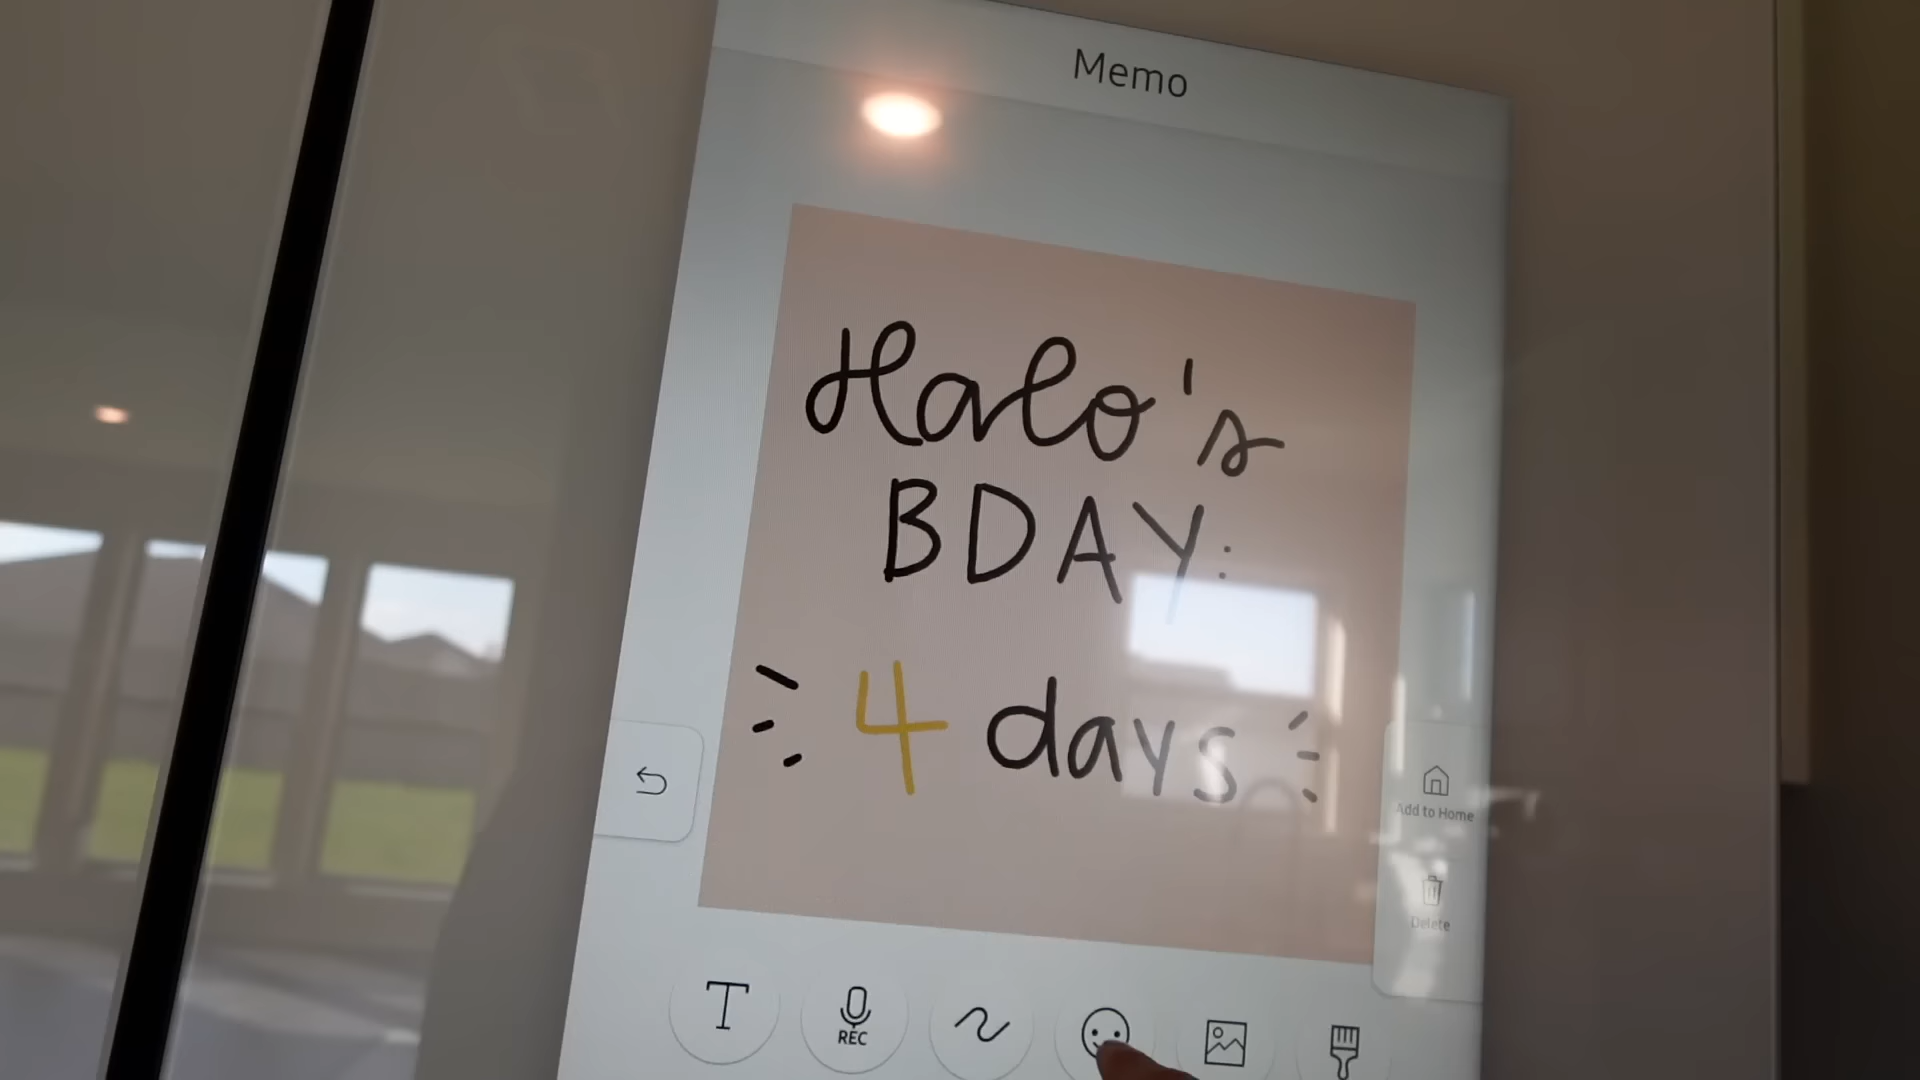 Memo
Halo's
BDAY:
4 days
Add to Home
Delete
T
REC